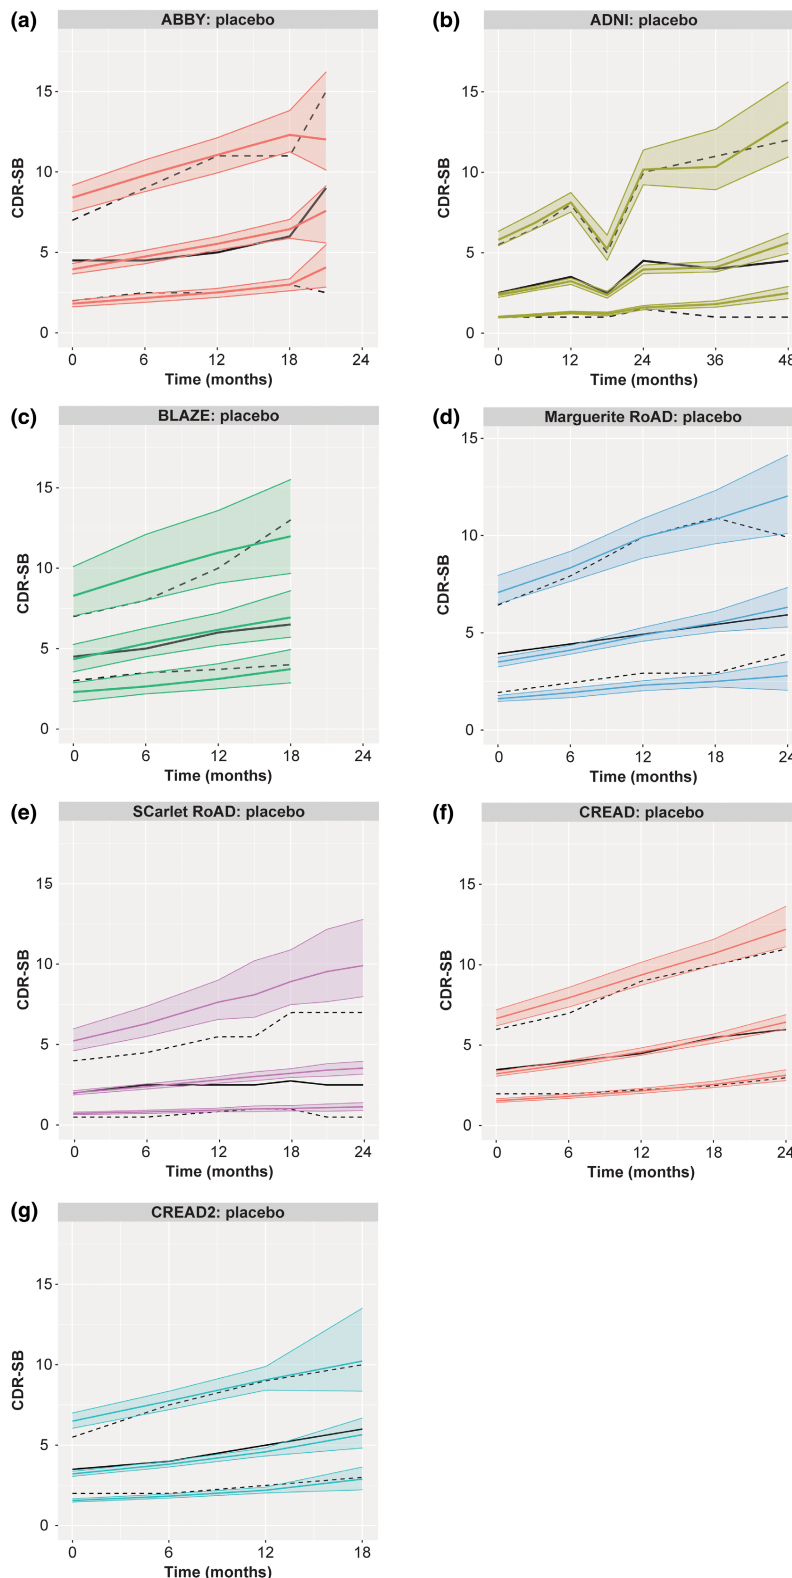 (a)
ABBY: placebo
CDR-SB
15
10
5
0
0 6 12 18 24
Time (months)
(b)
ADNI: placebo
CDR-SB
15
10
5
0
0 12 24 36 48
Time (months)
(c)
BLAZE: placebo
CDR-SB
15
10
5
0
0 6 12 18 24
Time (months)
(d)
Marguerite RoAD: placebo
CDR-SB
15
10
5
0
0 6 12 18 24
Time (months)
(e)
SCarlet RoAD: placebo
CDR-SB
15
10
5
0
0 6 12 18 24
Time (months)
(f)
CREAD: placebo
CDR-SB
15
10
5
0
0 6 12 18 24
Time (months)
(g)
CREAD2: placebo
CDR-SB
15
10
5
0
0 6 12 18
Time (months)